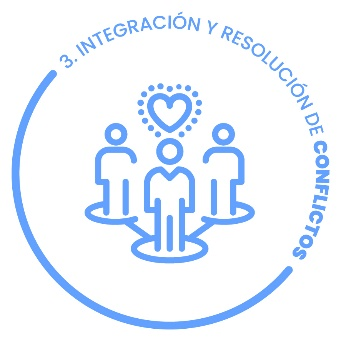 3. INTEGRACIÓN Y RESOLUCIÓN DE CONFLICTOS